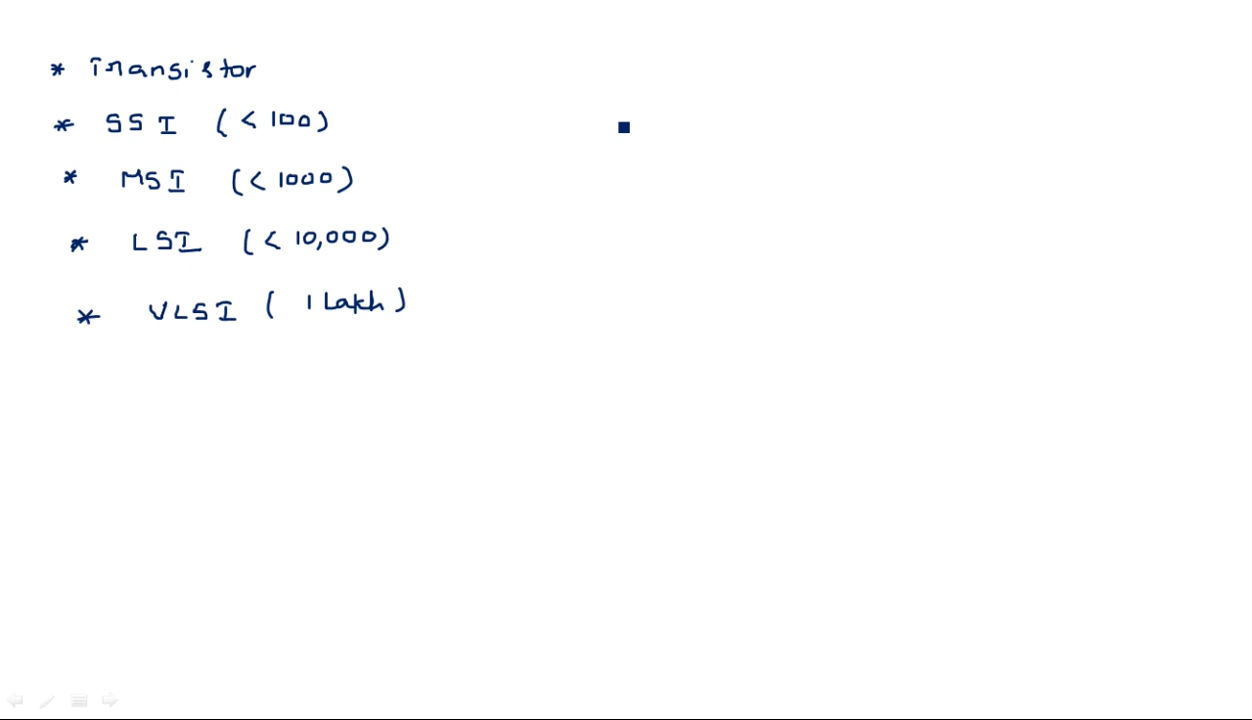 * Transistor
* SSI (< 100)
* MSI (< 1000)
* LSI (< 10,000)
* VLSI ( 1 Lakh )